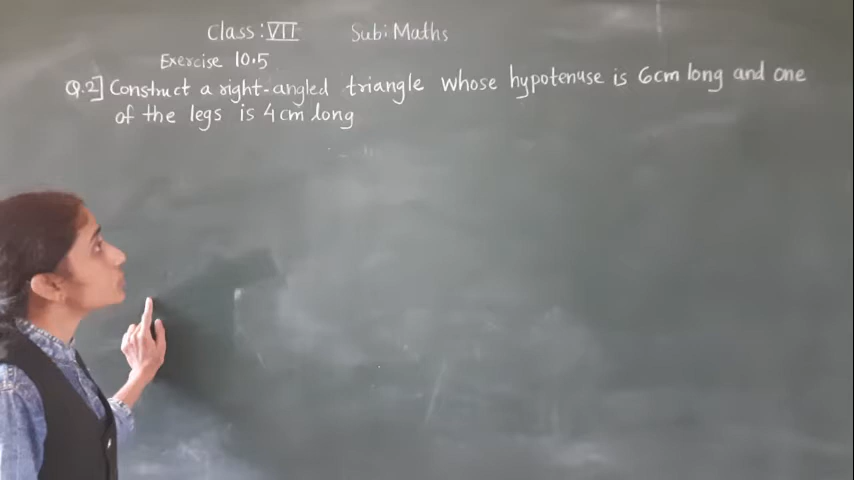 Class : VII Sub: Maths
Exercise 10.5
Q.2] Construct a right-angled triangle whose hypotenuse is 6cm long and one
of the legs is 4cm long